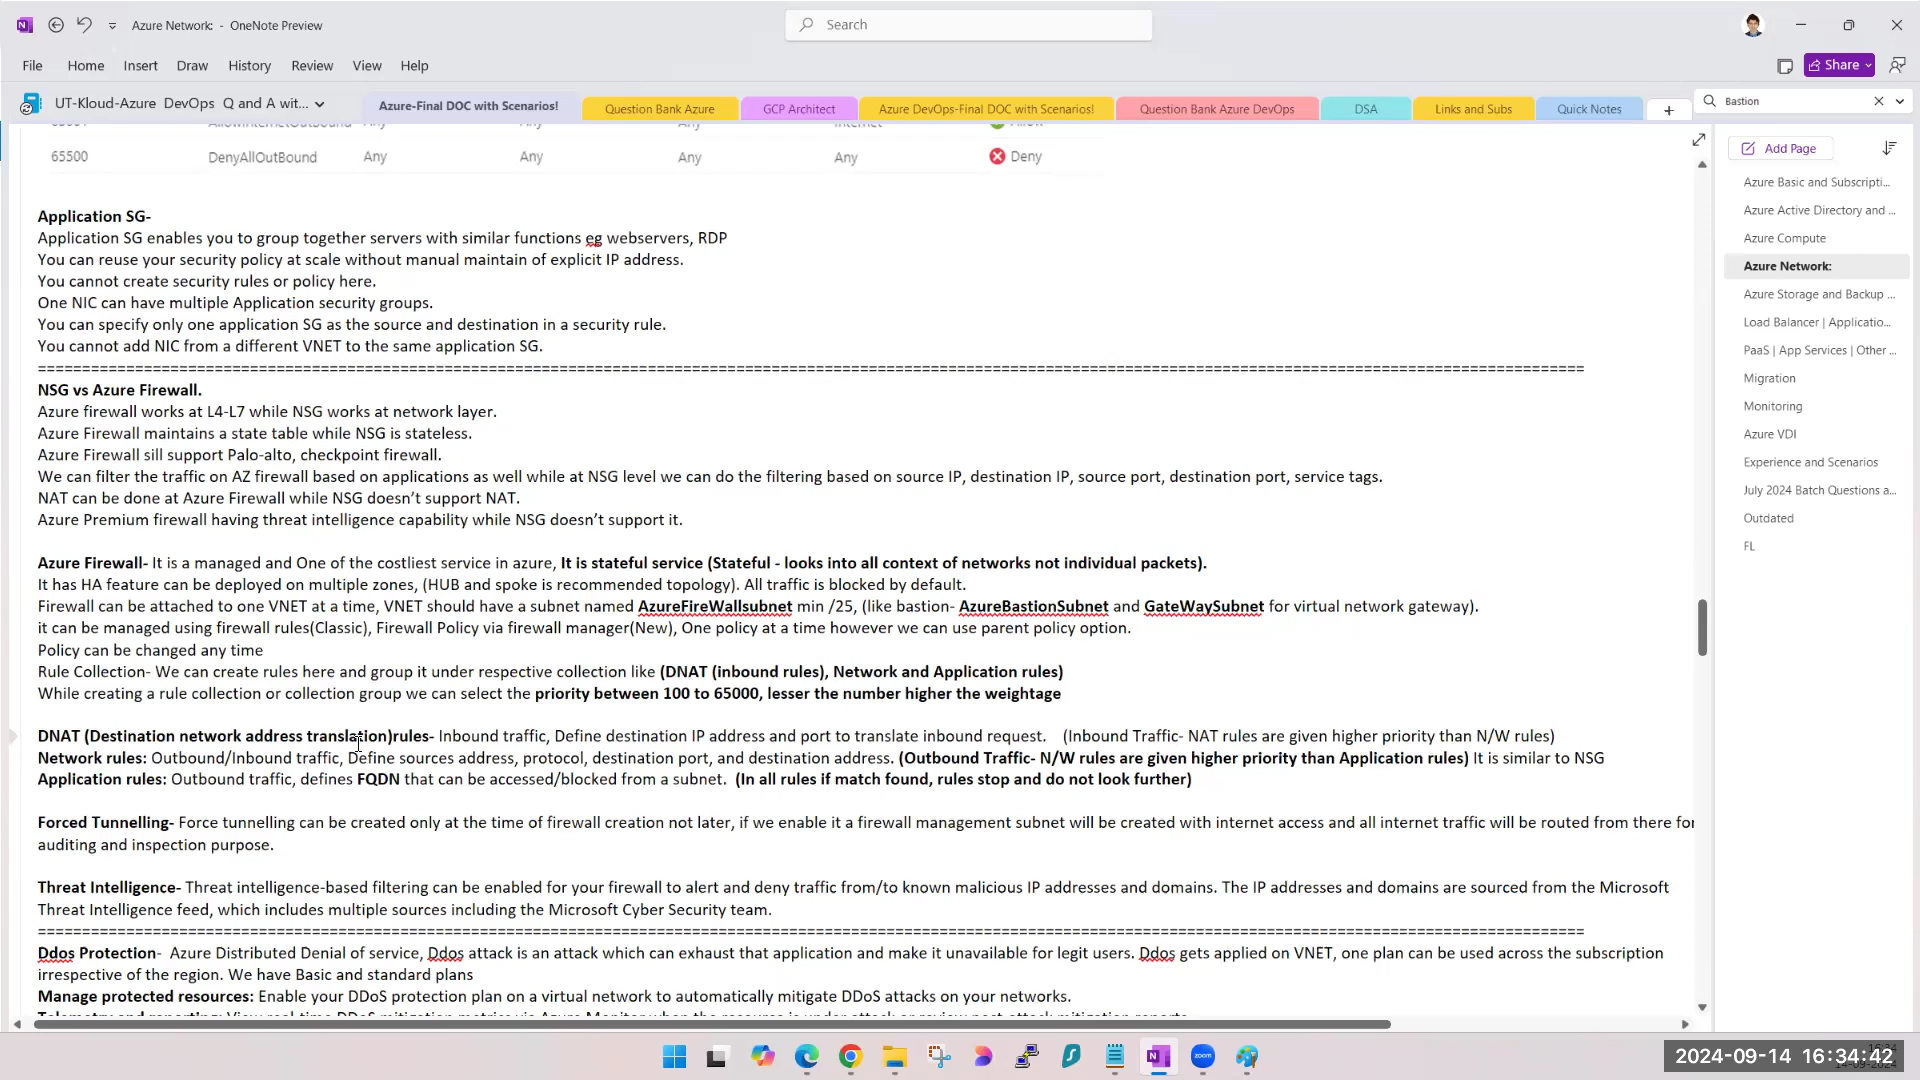 Azure Network: - OneNote Preview
Search
File Home Insert Draw View History Review View Help
Share
UT-Kloud-Azure DevOps Q and A wit...
Azure-Final DOC with Scenarios!
Question Bank Azure
GCP Architect
Azure DevOps-Final DOC with Scenarios!
Question Bank Azure DevOps
DSA
Links and Subs
Quick Notes
Bastion
Add Page
Azure Basic and Subscripti...
Azure Active Directory and ...
Azure Compute
Azure Network:
Azure Storage and Backup ...
Load Balancer | Applicatio...
PaaS | App Services | Other ...
Migration
Monitoring
Azure VDI
Experience and Scenarios
July 2024 Batch Questions a...
Outdated
FL
65500 DenyAllOutBound Any Any Any Any Deny
Application SG-
Application SG enables you to group together servers with similar functions eg webservers, RDP
You can reuse your security policy at scale without manual maintain of explicit IP address.
You cannot create security rules or policy here.
One NIC can have multiple Application security groups.
You can specify only one application SG as the source and destination in a security rule.
You cannot add NIC from a different VNET to the same application SG.
NSG vs Azure Firewall.
Azure firewall works at L4-L7 while NSG works at network layer.
Azure Firewall maintains a state table while NSG is stateless.
Azure Firewall sill support Palo-alto, checkpoint firewall.
We can filter the traffic on AZ firewall based on applications as well while at NSG level we can do the filtering based on source IP, destination IP, source port, destination port, service tags.
NAT can be done at Azure Firewall while NSG doesn't support NAT.
Azure Premium firewall having threat intelligence capability while NSG doesn't support it.
Azure Firewall- It is a managed and One of the costliest service in azure, It is stateful service (Stateful - looks into all context of networks not individual packets).
It has HA feature can be deployed on multiple zones, (HUB and spoke is recommended topology). All traffic is blocked by default.
Firewall can be attached to one VNET at a time, VNET should have a subnet named AzureFireWallsubnet min /25, (like bastion- AzureBastionSubnet and GateWaySubnet for virtual network gateway).
it can be managed using firewall rules(Classic), Firewall Policy via firewall manager(New), One policy at a time however we can use parent policy option.
Policy can be changed any time
Rule Collection- We can create rules here and group it under respective collection like (DNAT (inbound rules), Network and Application rules)
While creating a rule collection or collection group we can select the priority between 100 to 65000, lesser the number higher the weightage
DNAT (Destination network address translation)rules- Inbound traffic, Define destination IP address and port to translate inbound request. (Inbound Traffic- NAT rules are given higher priority than N/W rules)
Network rules: Outbound/Inbound traffic, Define sources address, protocol, destination port, and destination address. (Outbound Traffic- N/W rules are given higher priority than Application rules) It is similar to NSG
Application rules: Outbound traffic, defines FQDN that can be accessed/blocked from a subnet. (In all rules if match found, rules stop and do not look further)
Forced Tunnelling- Force tunnelling can be created only at the time of firewall creation not later, if we enable it a firewall management subnet will be created with internet access and all internet traffic will be routed from there for
auditing and inspection purpose.
Threat Intelligence- Threat intelligence-based filtering can be enabled for your firewall to alert and deny traffic from/to known malicious IP addresses and domains. The IP addresses and domains are sourced from the Microsoft
Threat Intelligence feed, which includes multiple sources including the Microsoft Cyber Security team.
Ddos Protection- Azure Distributed Denial of service, Ddos attack is an attack which can exhaust that application and make it unavailable for legit users. Ddos gets applied on VNET, one plan can be used across the subscription
irrespective of the region. We have Basic and standard plans
Manage protected resources: Enable your DDoS protection plan on a virtual network to automatically mitigate DDoS attacks on your networks.
zoom
2024-09-14 16:34:42